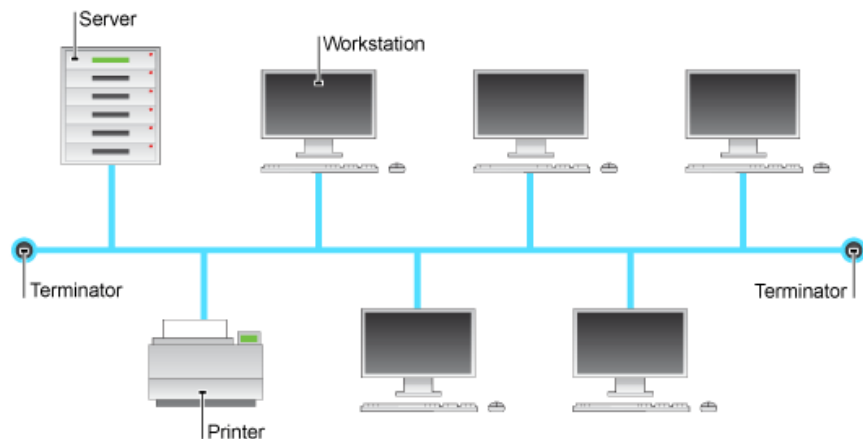 Server
Workstation
Terminator
Terminator
Printer